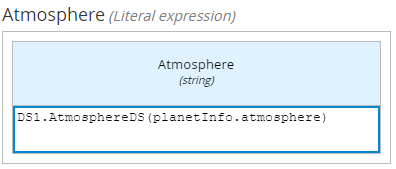 Atmosphere (Literal expression)
Atmosphere
(string)
DS1.AtmosphereDS(planetInfo.atmosphere)